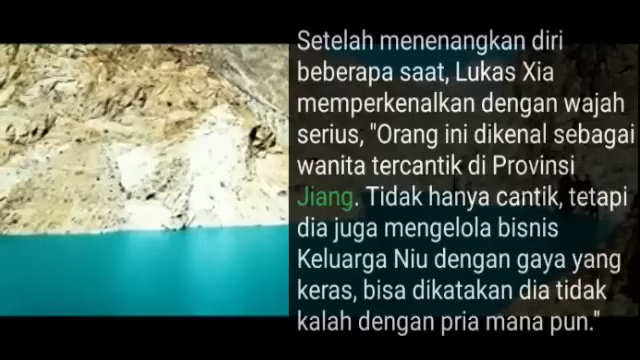 Setelah menenangkan diri
beberapa saat, Lukas Xia
memperkenalkan dengan wajah
serius, "Orang ini dikenal sebagai
wanita tercantik di Provinsi
Jiang. Tidak hanya cantik, tetapi
dia juga mengelola bisnis
Keluarga Niu dengan gaya yang
keras, bisa dikatakan dia tidak
kalah dengan pria mana pun."